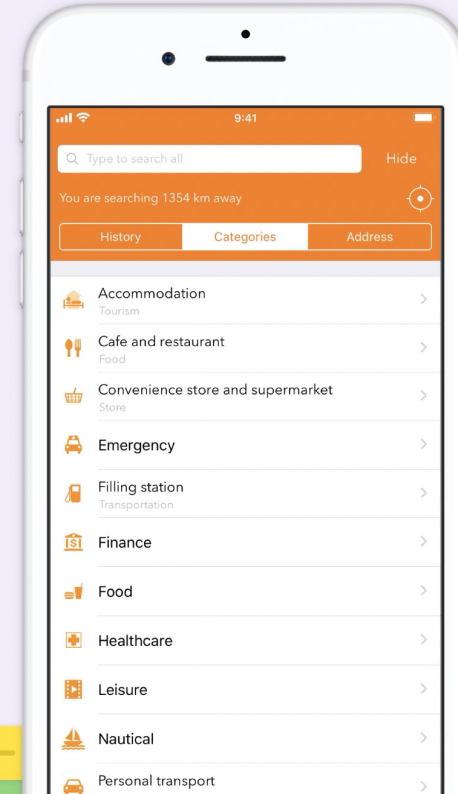 9:41
Type to search all
Hide
You are searching 1354 km away
History
Categories
Address
Accommodation
Tourism
Cafe and restaurant
Food
Convenience store and supermarket
Store
Emergency
Filling station
Transportation
Finance
Food
Healthcare
Leisure
Nautical
Personal transport